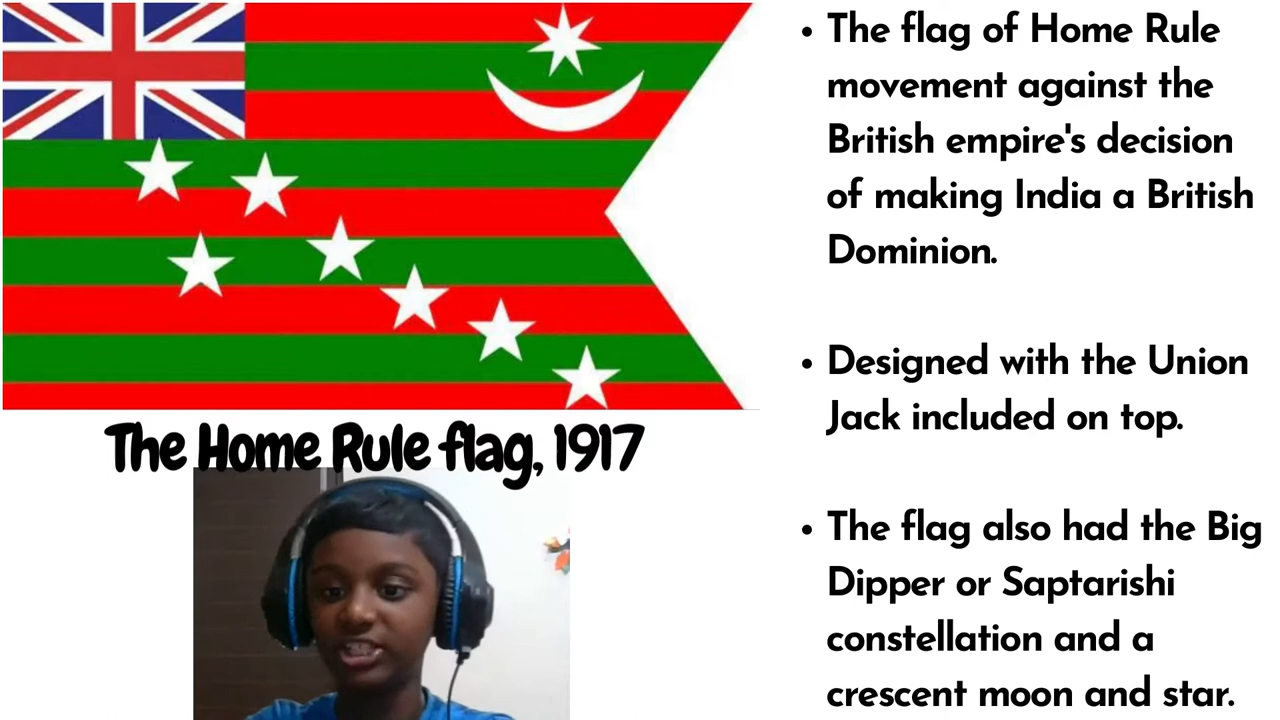 The Home Rule flag, 1917
• The flag of Home Rule
movement against the
British empire's decision
of making India a British
Dominion.
• Designed with the Union
Jack included on top.
• The flag also had the Big
Dipper or Saptarishi
constellation and a
crescent moon and star.